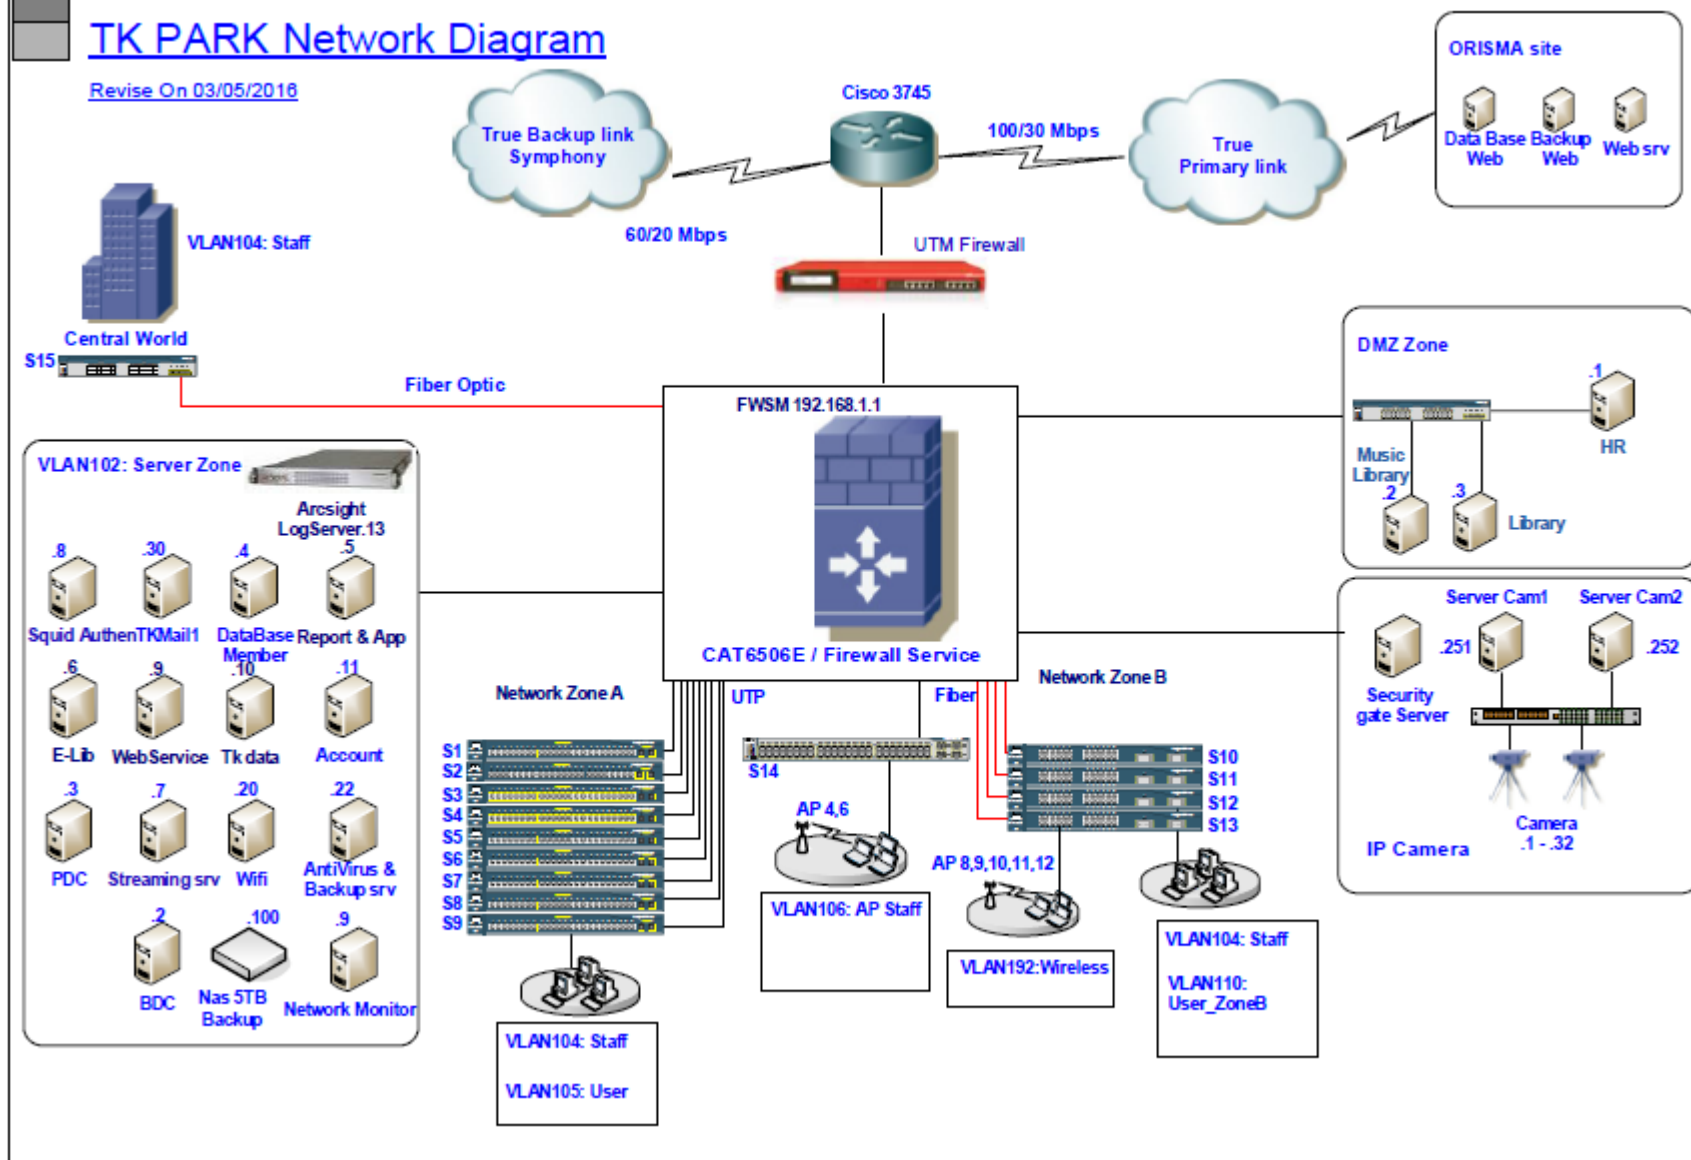 TK PARK Network Diagram
Revise On 03/05/2016
ORISMA site
Data Base
Web
Backup
Web
Web srv
Cisco 3745
True Backup link
Symphony
100/30 Mbps
True
Primary link
60/20 Mbps
UTM Firewall
VLAN104: Staff
Central World
S15
Fiber Optic
FWSM 192.168.1.1
CAT6506E / Firewall Service
DMZ Zone
.1
HR
Music
Library
.2
.3
Library
VLAN102: Server Zone
Arcsight
LogServer.13
.8
.30
.4
.5
Squid Authen
TKMail1
DataBase
Member
Report & App
.6
.9
.10
.11
E-Lib
WebService
Tk data
Account
.3
.7
.20
.22
PDC
Streaming srv
Wifi
AntiVirus &
Backup srv
.2
.100
.9
BDC
Nas 5TB
Backup
Network Monitor
Server Cam1
Server Cam2
.251
.252
Security
gate Server
Camera
.1 - .32
IP Camera
Network Zone A
UTP
Fiber
Network Zone B
S1
S2
S3
S4
S5
S6
S7
S8
S9
S14
S10
S11
S12
S13
AP 4,6
AP 8,9,10,11,12
VLAN106: AP Staff
VLAN192:Wireless
VLAN104: Staff
VLAN110:
User_ZoneB
VLAN104: Staff
VLAN105: User